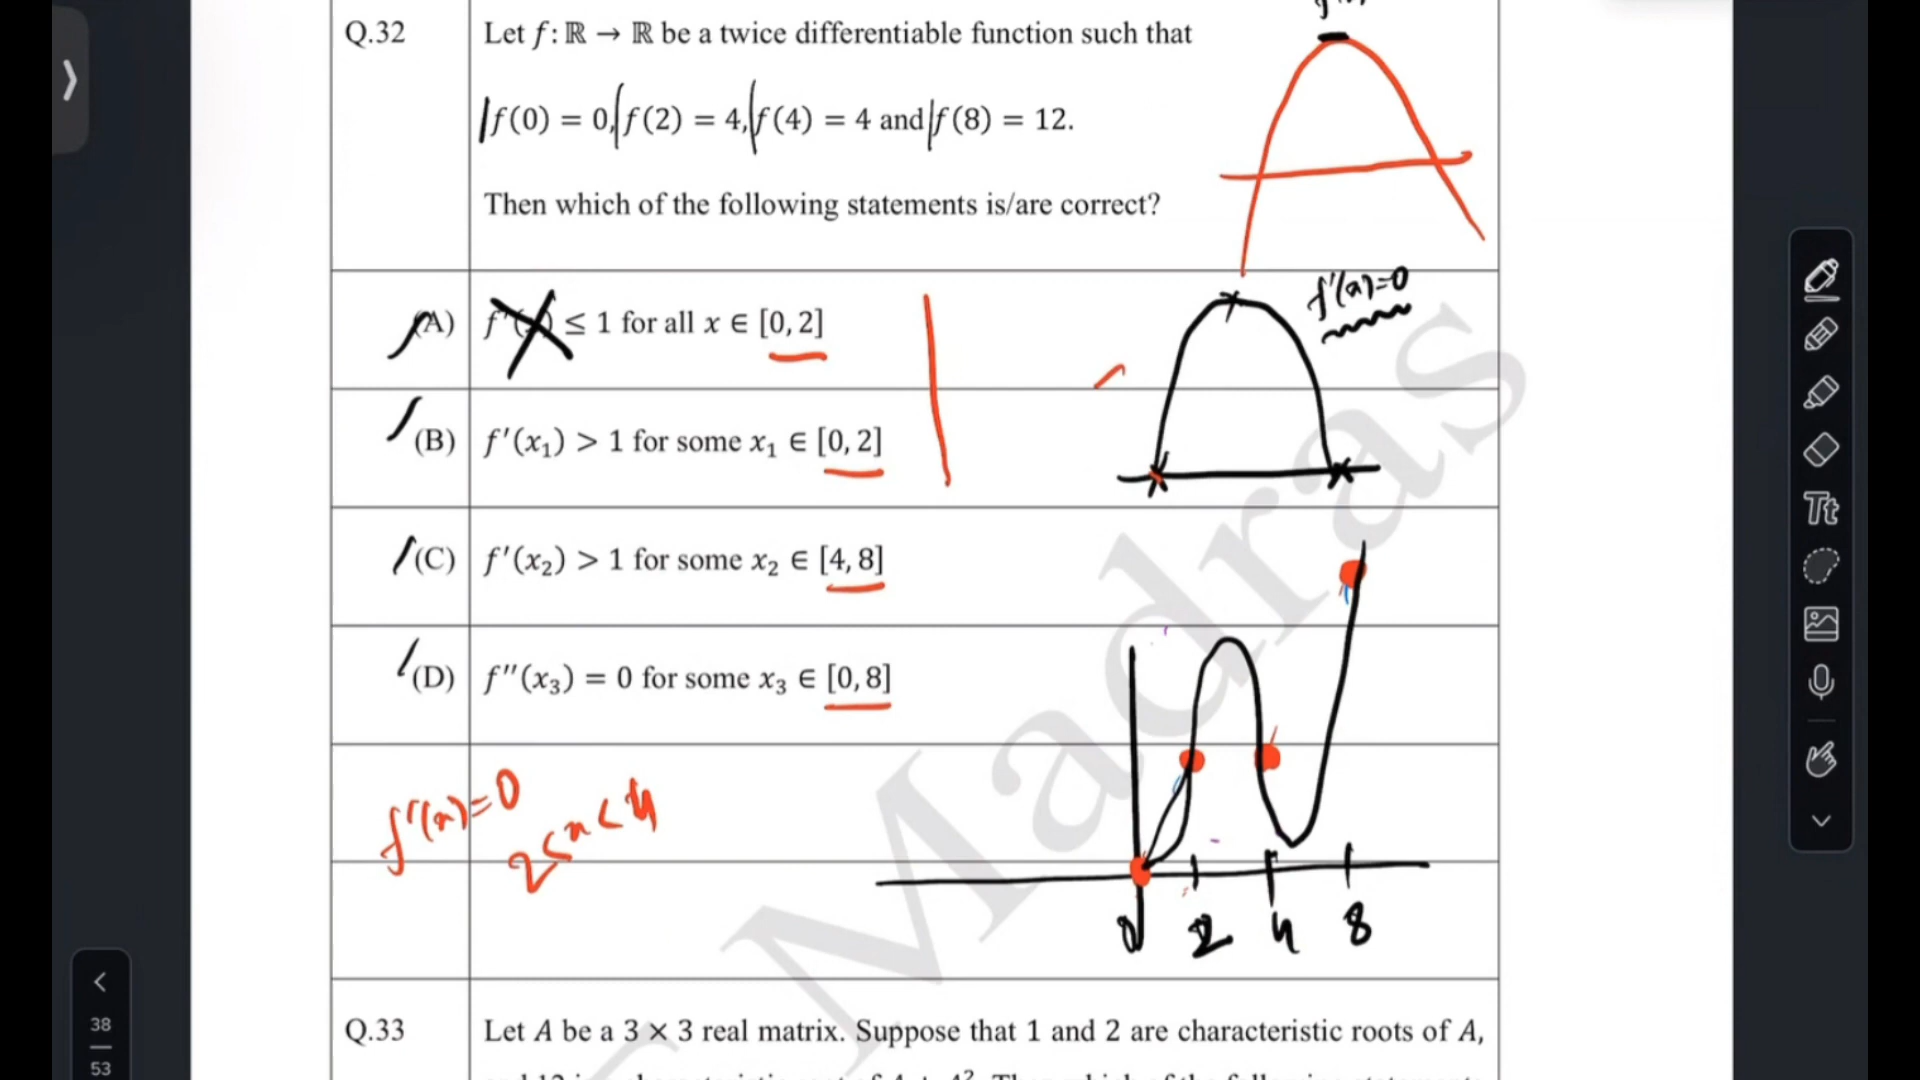 Q.32 Let f: ℝ → ℝ be a twice differentiable function such that
f(0) = 0, f(2) = 4, f(4) = 4 and f(8) = 12.
Then which of the following statements is/are correct?
(A) ≤ 1 for all x ∈ [0, 2]
f'(a)=0
(B) f'(x₁) > 1 for some x₁ ∈ [0, 2]
(C) f'(x₂) > 1 for some x₂ ∈ [4, 8]
(D) f''(x₃) = 0 for some x₃ ∈ [0, 8]
f'(x)=0
2<x<4
0 2 4 8
Madras
Q.33 Let A be a 3 × 3 real matrix. Suppose that 1 and 2 are characteristic roots of A,
Tt
38
53